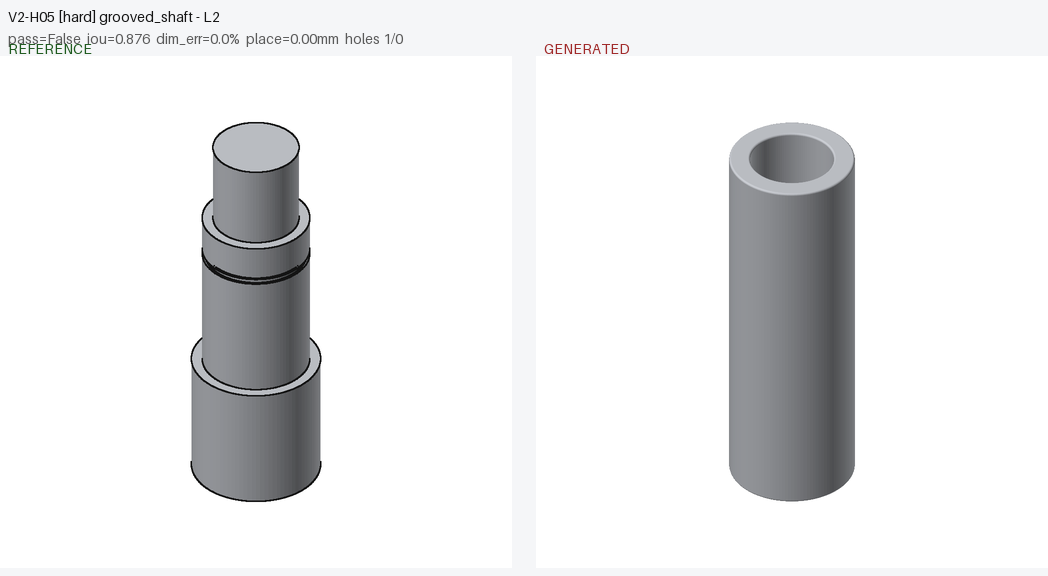 V2-H05 [hard] grooved_shaft - L2
pass=False iou=0.876 dim_err=0.0% place=0.00mm holes 1/0
REFERENCE
GENERATED